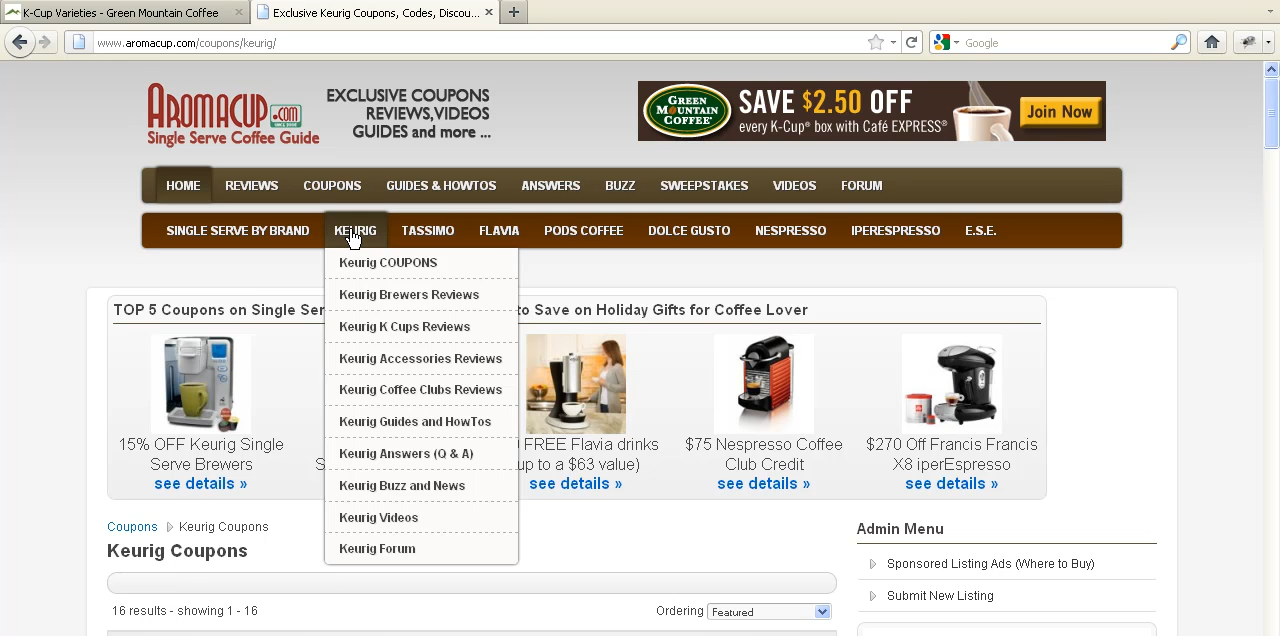 K-Cup Varieties - Green Mountain Coffee
Exclusive Keurig Coupons, Codes, Discou...
www.aromacup.com/coupons/keurig/
Google
AROMACUP.com
Single Serve Coffee Guide
EXCLUSIVE COUPONS
REVIEWS,VIDEOS
GUIDES and more ...
GREEN MOUNTAIN COFFEE®
SAVE $2.50 OFF
every K-Cup® box with Café EXPRESS®
Join Now
HOME REVIEWS COUPONS GUIDES & HOWTOS ANSWERS BUZZ SWEEPSTAKES VIDEOS FORUM
SINGLE SERVE BY BRAND KEURIG TASSIMO FLAVIA PODS COFFEE DOLCE GUSTO NESPRESSO IPERESPRESSO E.S.E.
Keurig COUPONS
Keurig Brewers Reviews
Keurig K Cups Reviews
Keurig Accessories Reviews
Keurig Coffee Clubs Reviews
Keurig Guides and HowTos
Keurig Answers (Q & A)
Keurig Buzz and News
Keurig Videos
Keurig Forum
TOP 5 Coupons on Single Ser
to Save on Holiday Gifts for Coffee Lover
15% OFF Keurig Single
Serve Brewers
see details »
S
FREE Flavia drinks
up to a $63 value)
see details »
$75 Nespresso Coffee
Club Credit
see details »
$270 Off Francis Francis
X8 iperEspresso
see details »
Coupons Keurig Coupons
Keurig Coupons
16 results - showing 1 - 16
Ordering Featured
Admin Menu
Sponsored Listing Ads (Where to Buy)
Submit New Listing